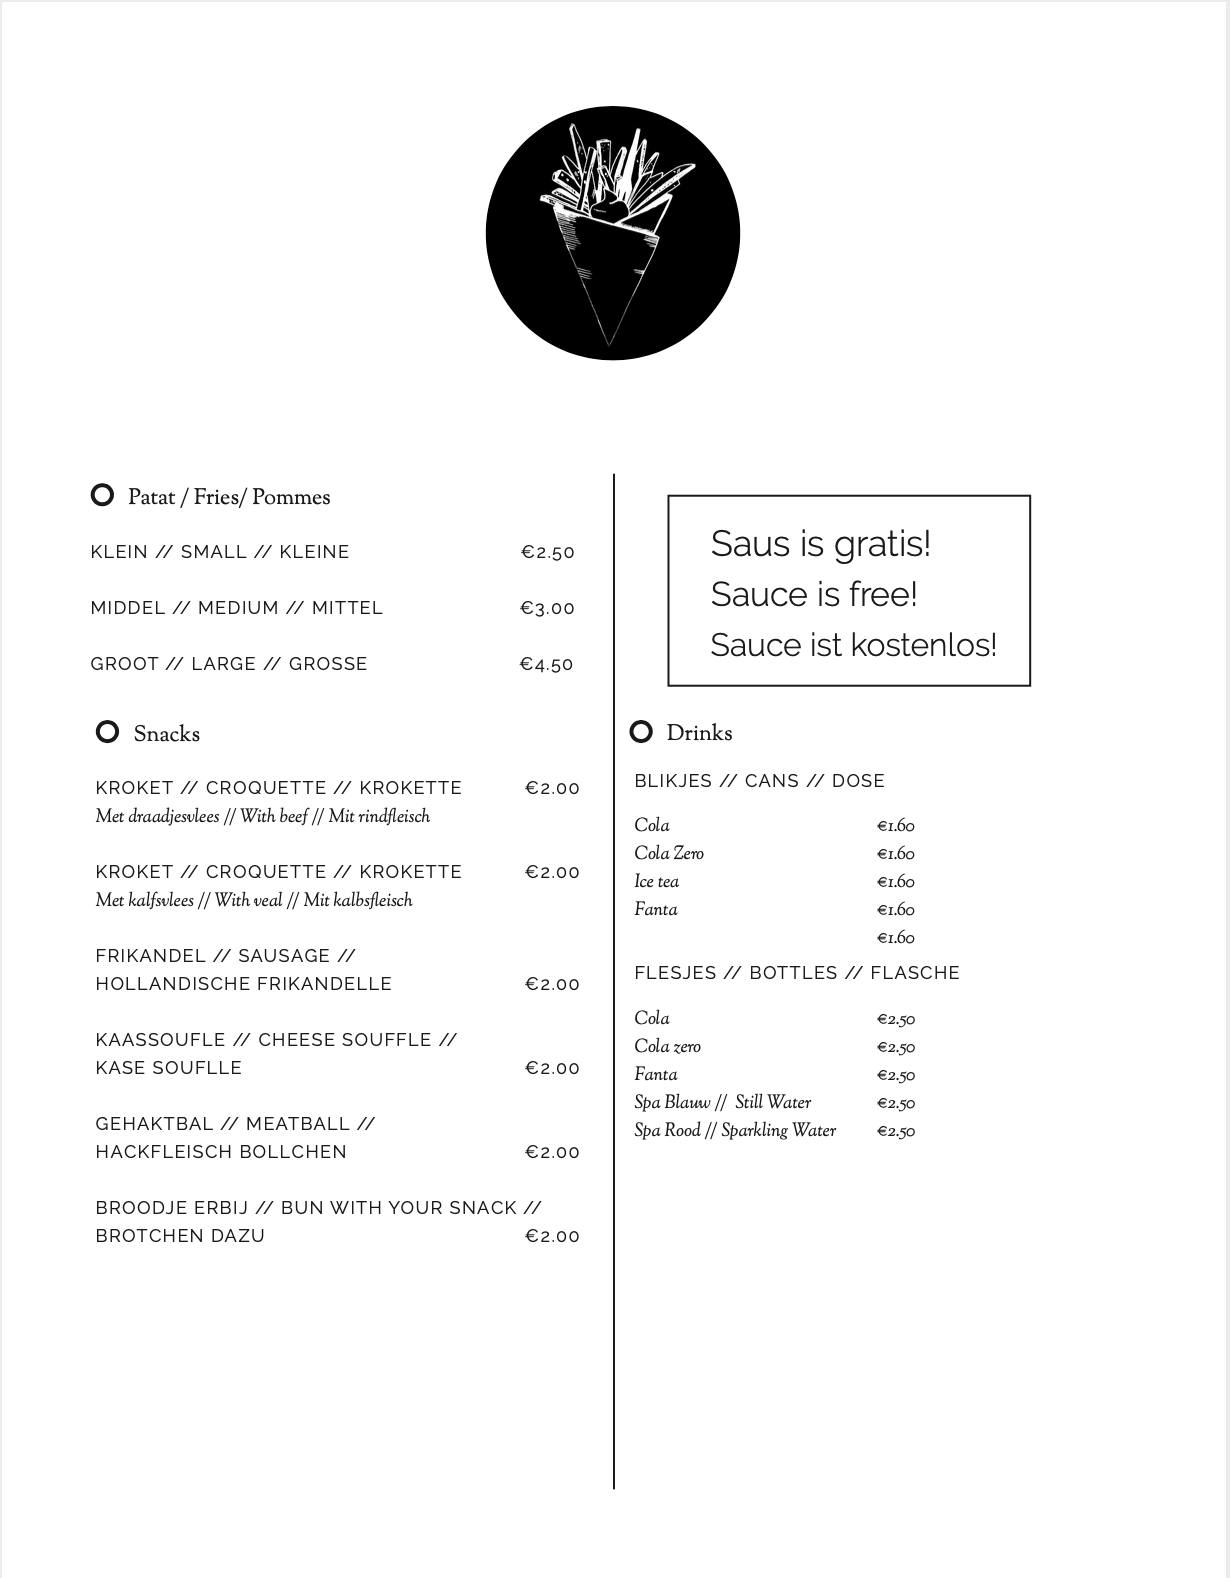 Patat / Fries/ Pommes
KLEIN // SMALL // KLEINE €2.50
MIDDEL // MEDIUM // MITTEL €3.00
GROOT // LARGE // GROSSE €4.50
Snacks
KROKET // CROQUETTE // KROKETTE €2.00
Met draadjesvlees // With beef // Mit rindfleisch
KROKET // CROQUETTE // KROKETTE €2.00
Met kalfsvlees // With veal // Mit kalbsfleisch
FRIKANDEL // SAUSAGE //
HOLLANDISCHE FRIKANDELLE €2.00
KAASSOUFLE // CHEESE SOUFFLE //
KASE SOUFLLE €2.00
GEHAKTBAL // MEATBALL //
HACKFLEISCH BOLLCHEN €2.00
BROODJE ERBIJ // BUN WITH YOUR SNACK //
BROTCHEN DAZU €2.00
Saus is gratis!
Sauce is free!
Sauce ist kostenlos!
Drinks
BLIKJES // CANS // DOSE
Cola €1.60
Cola Zero €1.60
Ice tea €1.60
Fanta €1.60
€1.60
FLESJES // BOTTLES // FLASCHE
Cola €2.50
Cola zero €2.50
Fanta €2.50
Spa Blauw // Still Water €2.50
Spa Rood // Sparkling Water €2.50